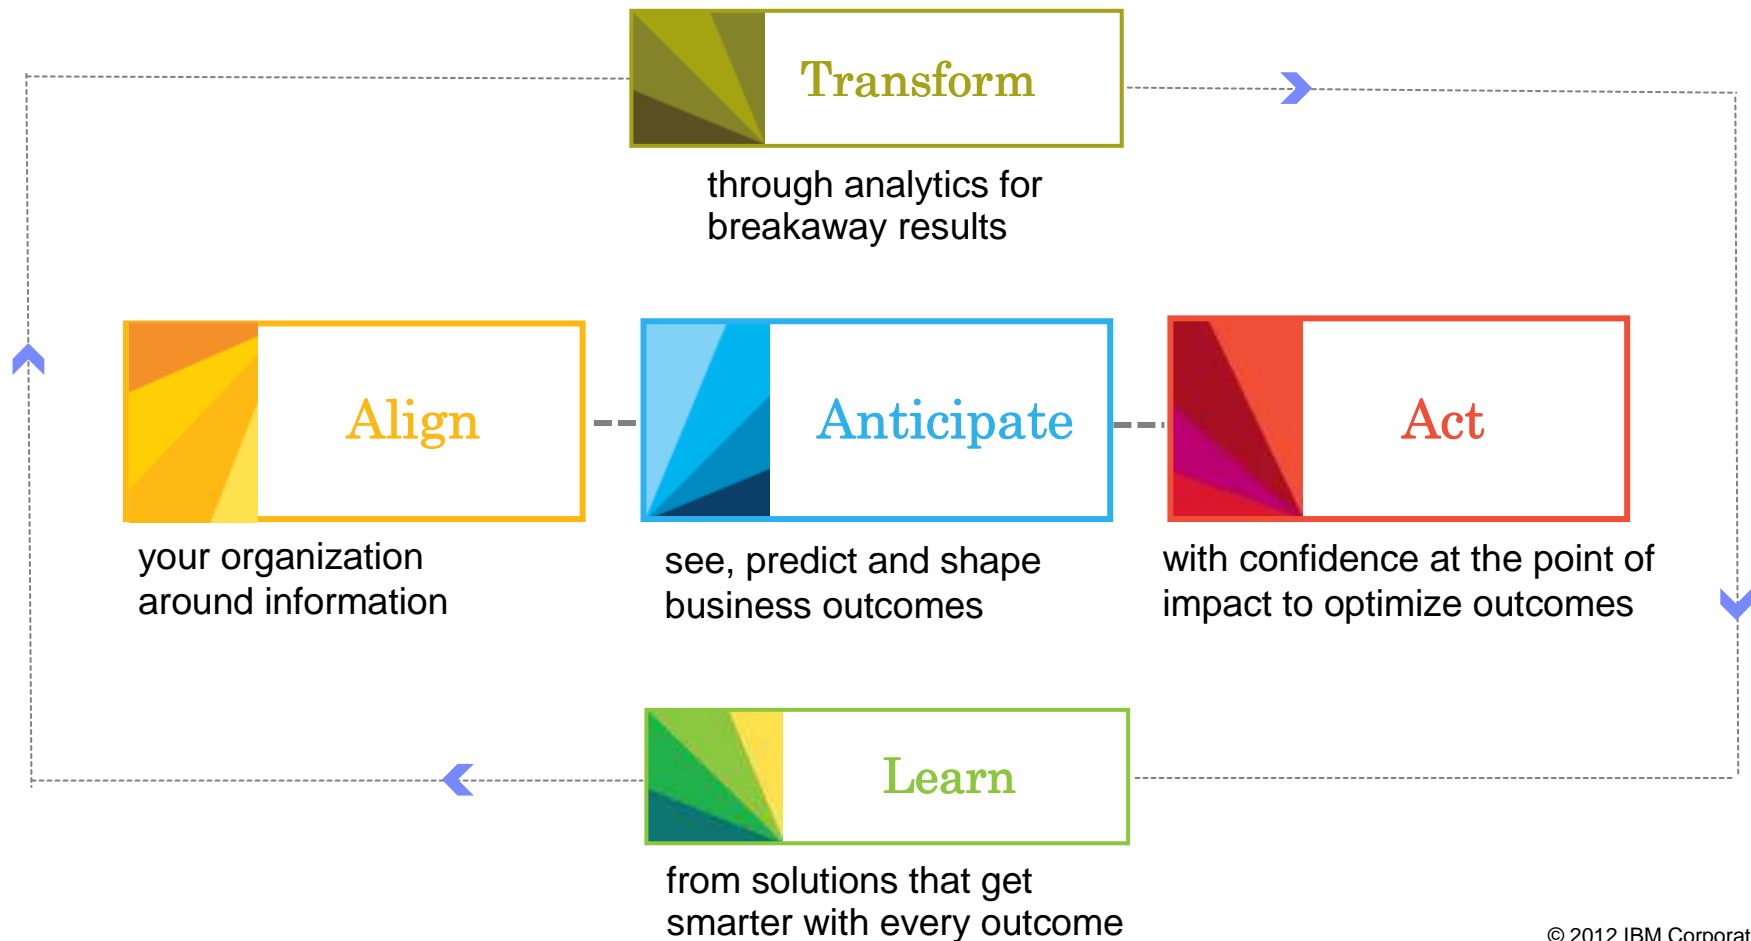 Transform
through analytics for
breakaway results
Align
your organization
around information
Anticipate
see, predict and shape
business outcomes
Act
with confidence at the point of
impact to optimize outcomes
Learn
from solutions that get
smarter with every outcome
© 2012 IBM Corporat